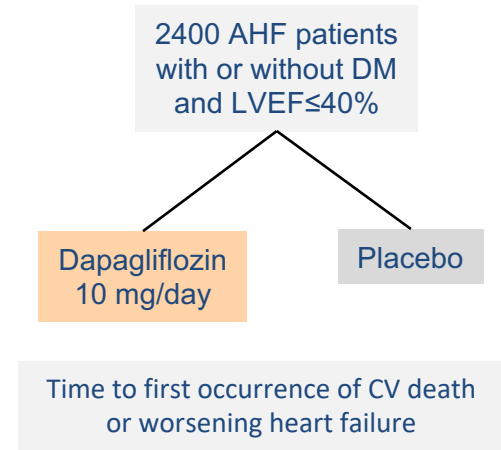 2400 AHF patients
with or without DM
and LVEF≤40%
Dapagliflozin
10 mg/day
Placebo
Time to first occurrence of CV death
or worsening heart failure